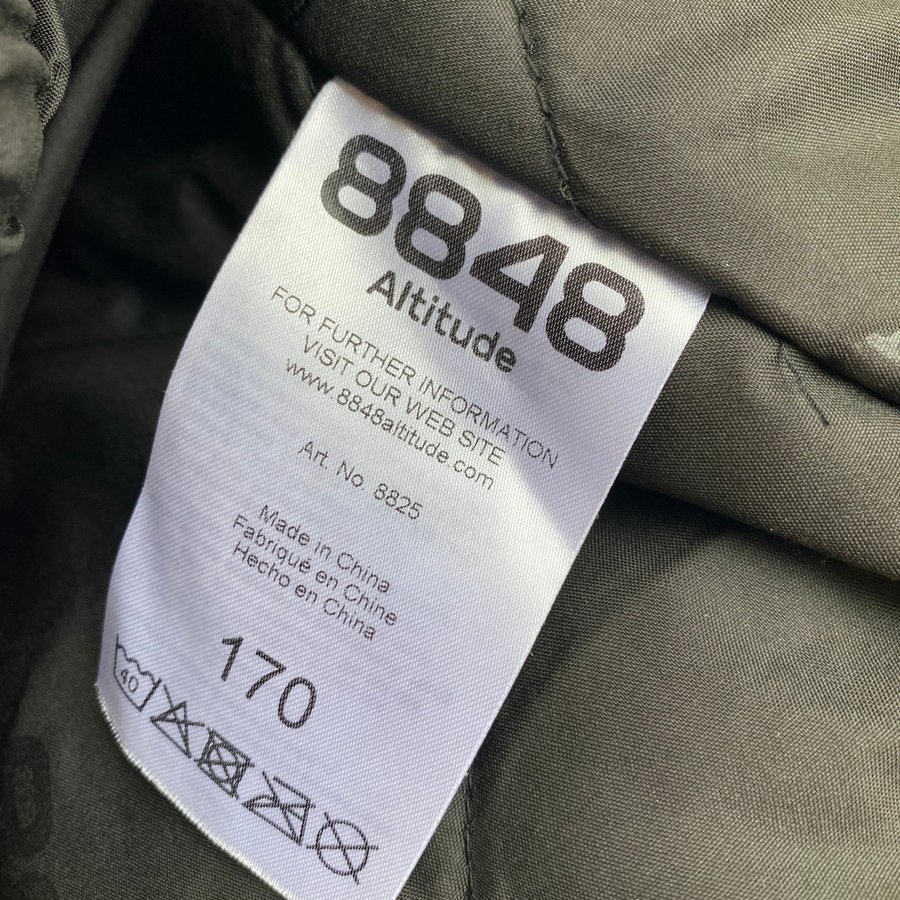 8848
Altitude
FOR FURTHER INFORMATION
VISIT OUR WEB SITE
www.8848altitude.com
Art. No. 8825
Made in China
Fabriqué en Chine
Hecho en China
170
40